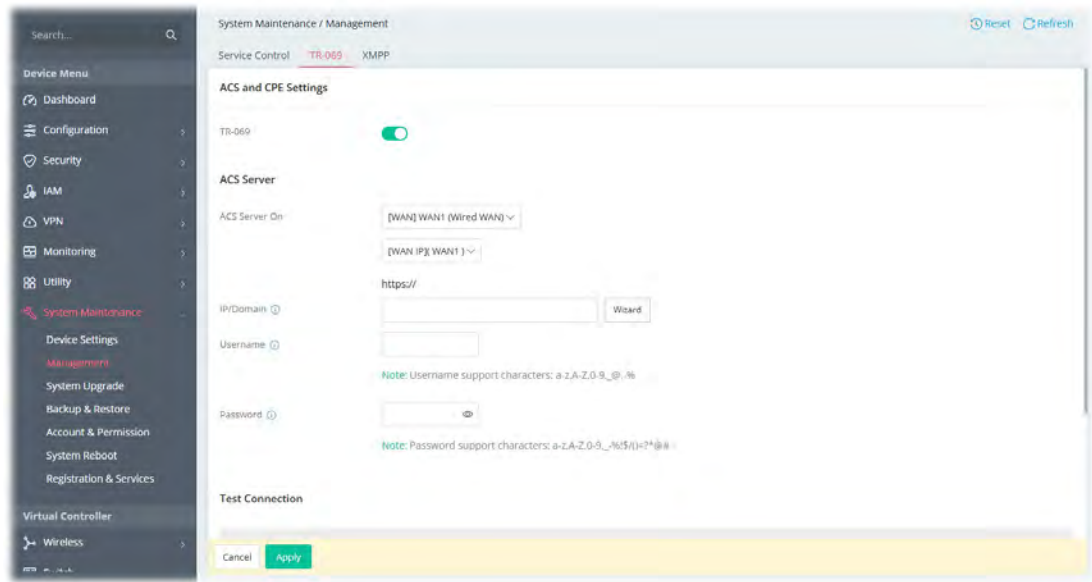 Search...
Device Menu
Dashboard
Configuration
Security
IAM
VPN
Monitoring
Utility
System Maintenance
Device Settings
Management
System Upgrade
Backup & Restore
Account & Permission
System Reboot
Registration & Services
Virtual Controller
Wireless
System Maintenance / Management
Reset
Refresh
Service Control
TR-069
XMPP
ACS and CPE Settings
TR-069
ACS Server
ACS Server On
[WAN] WAN1 (Wired WAN)
[WAN IP][ WAN1 ]
https://
IP/Domain
Wizard
Username
Note: Username support characters: a-z,A-Z,0-9,_@.-%
Password
Note: Password support characters: a-z,A-Z,0-9,_-%!$/()=?*@#
Test Connection
Cancel
Apply